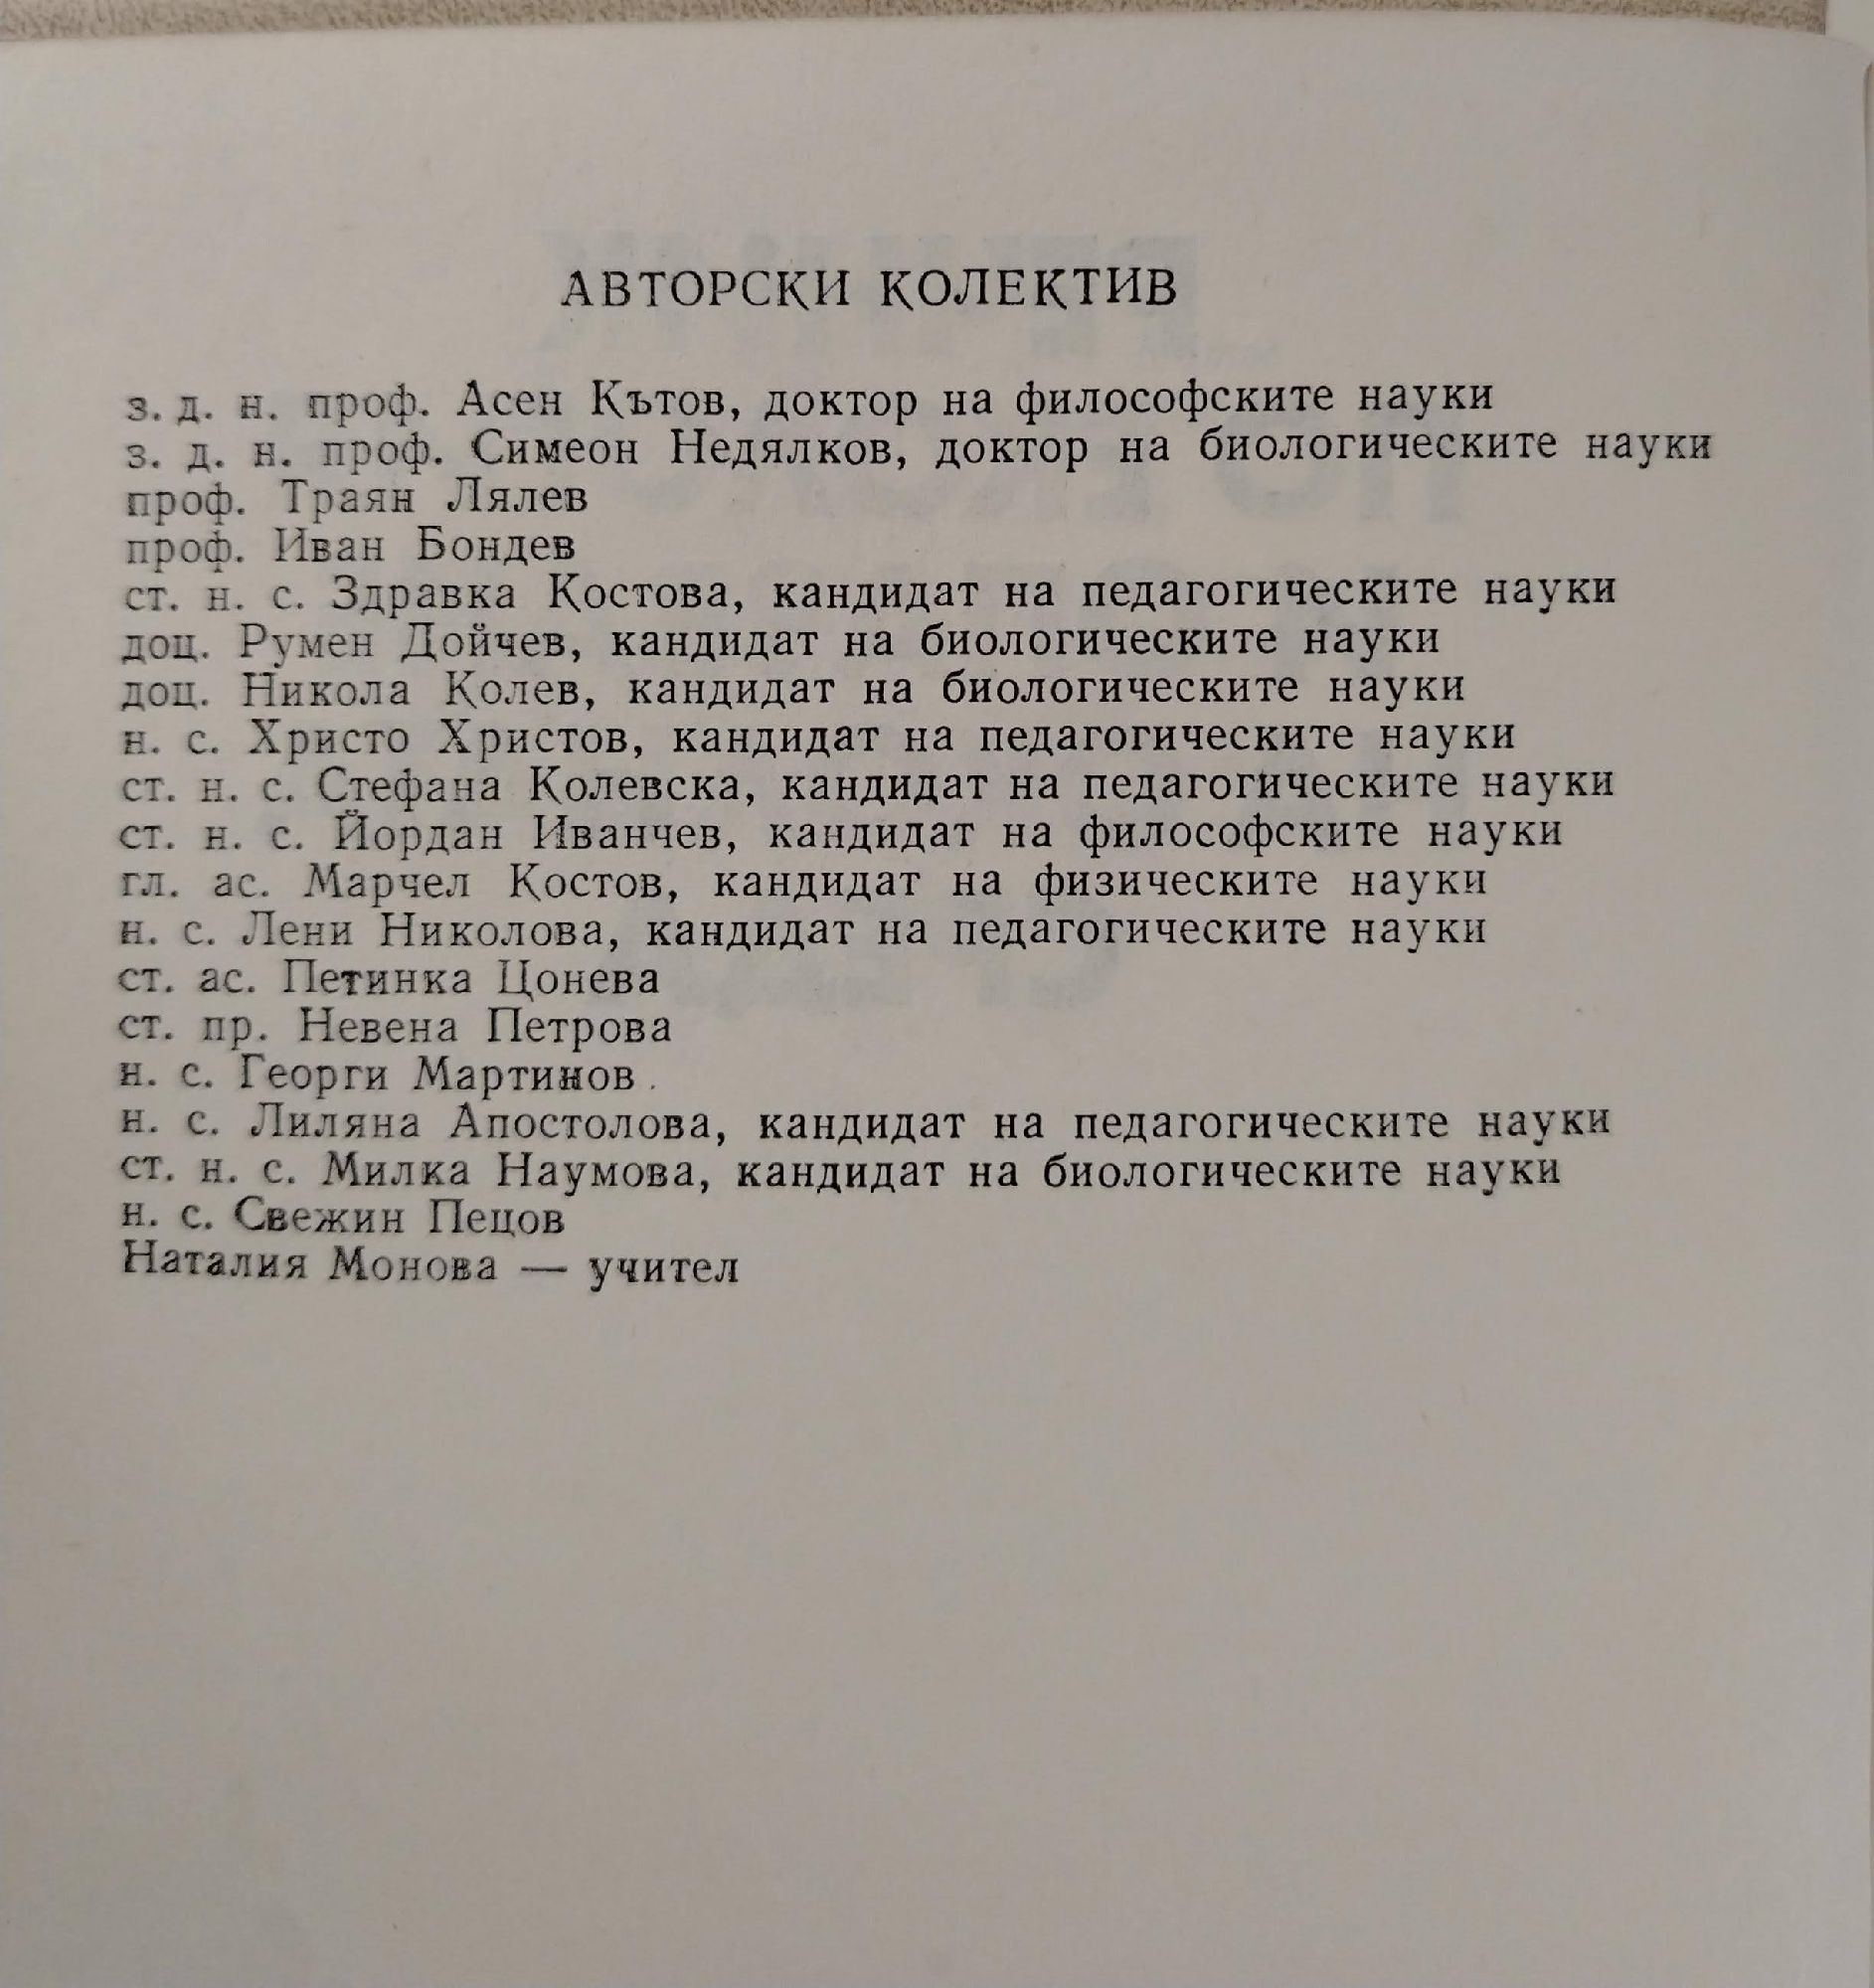 АВТОРСКИ КОЛЕКТИВ
з. д. н. проф. Асен Кътов, доктор на философските науки
з. д. н. проф. Симеон Недялков, доктор на биологическите науки
проф. Траян Лялев
проф. Иван Бондев
ст. н. с. Здравка Костова, кандидат на педагогическите науки
доц. Румен Дойчев, кандидат на биологическите науки
доц. Никола Колев, кандидат на биологическите науки
н. с. Христо Христов, кандидат на педагогическите науки
ст. н. с. Стефана Колевска, кандидат на педагогическите науки
ст. н. с. Йордан Иванчев, кандидат на философските науки
гл. ас. Марчел Костов, кандидат на физическите науки
н. с. Лени Николова, кандидат на педагогическите науки
ст. ас. Петинка Цонева
ст. пр. Невена Петрова
н. с. Георги Мартинов.
н. с. Лиляна Апостолова, кандидат на педагогическите науки
ст. н. с. Милка Наумова, кандидат на биологическите науки
н. с. Свежин Пецов
Наталия Монова — учител